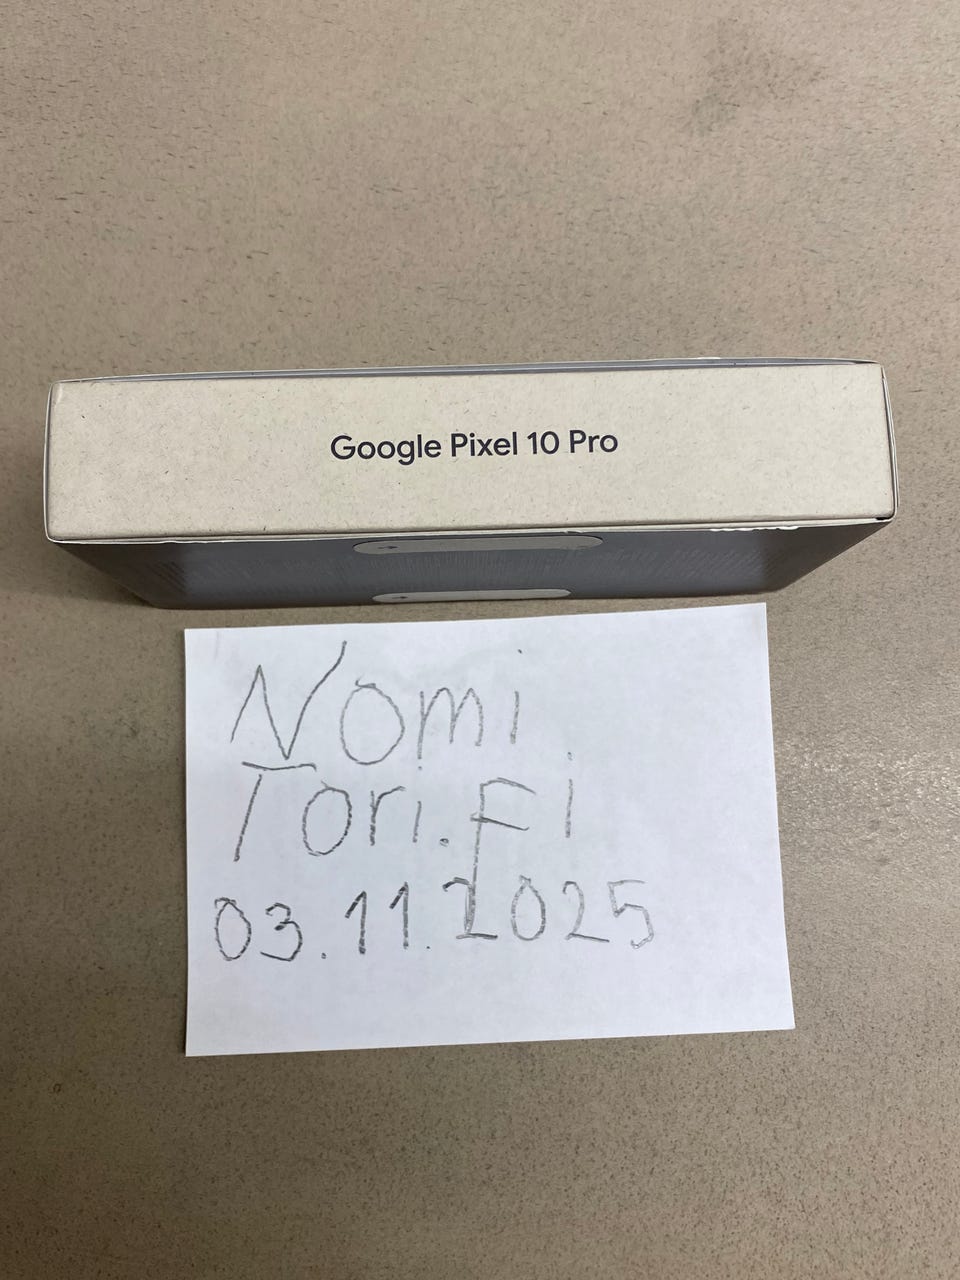 Google Pixel 10 Pro
Nomi
Tori.Fi
03.11.2025